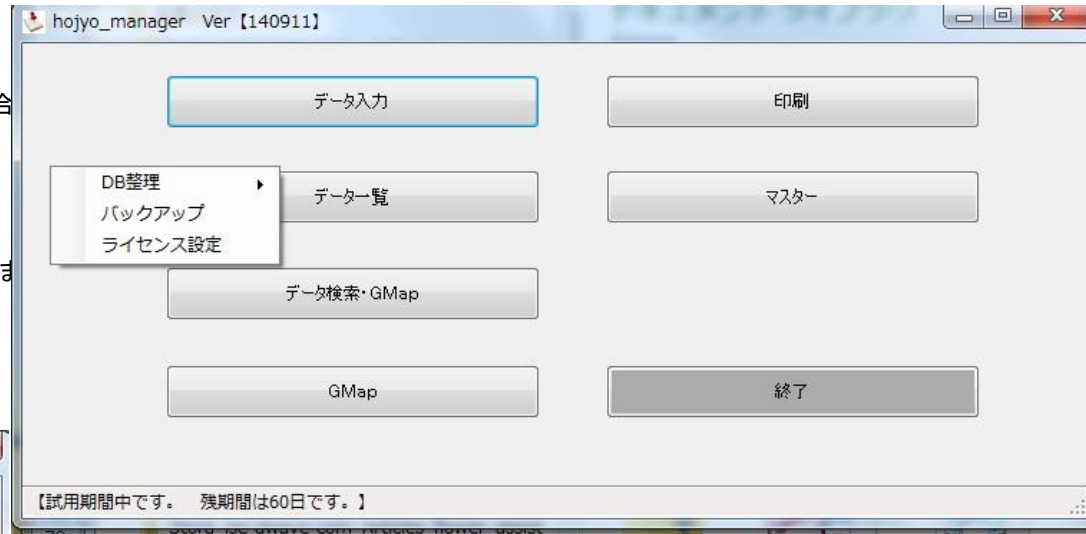 hojyo_manager Ver【140911】
データ入力
印刷
DB整理
バックアップ
ライセンス設定
データ一覧
マスター
データ検索・GMap
GMap
終了
【試用期間中です。 残期間は60日です。】